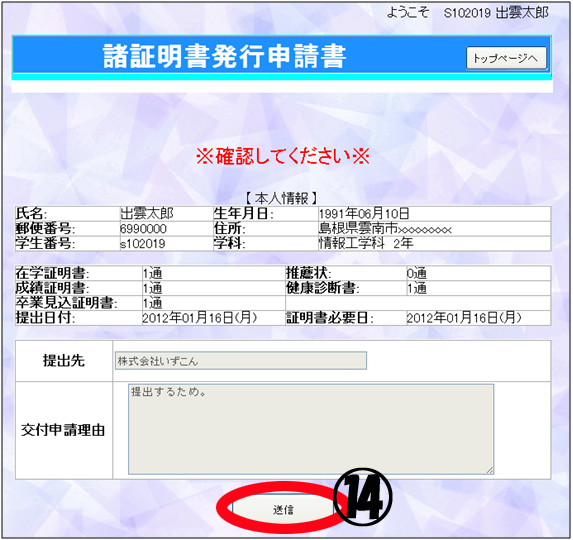 ようこそ S102019 出雲太郎
諸証明書発行申請書
トップページへ
※確認してください※
【 本人情報 】
氏名: 出雲太郎 生年月日: 1991年06月10日
郵便番号: 6990000 住所: 島根県雲南市xxxxxxxx
学生番号: s102019 学科: 情報工学科 2年
在学証明書: 1通 推薦状: 0通
成績証明書: 1通 健康診断書: 1通
卒業見込証明書: 1通
提出日付: 2012年01月16日(月) 証明書必要日: 2012年01月16日(月)
提出先 株式会社いずこん
交付申請理由 提出するため。
送信 ⑭